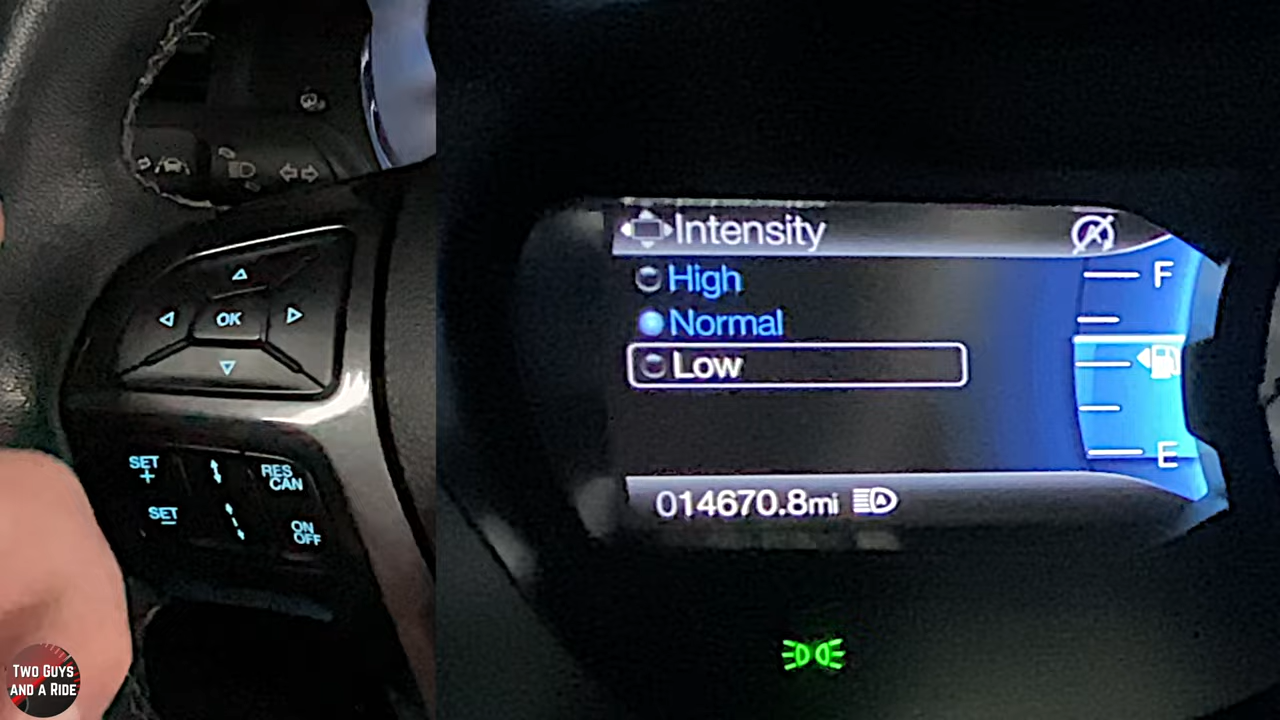 OK
SET
+
RES
CAN
SET
-
ON
OFF
Intensity
High
Normal
Low
F
E
014670.8mi
A
A
TWO GUYS
AND A RIDE